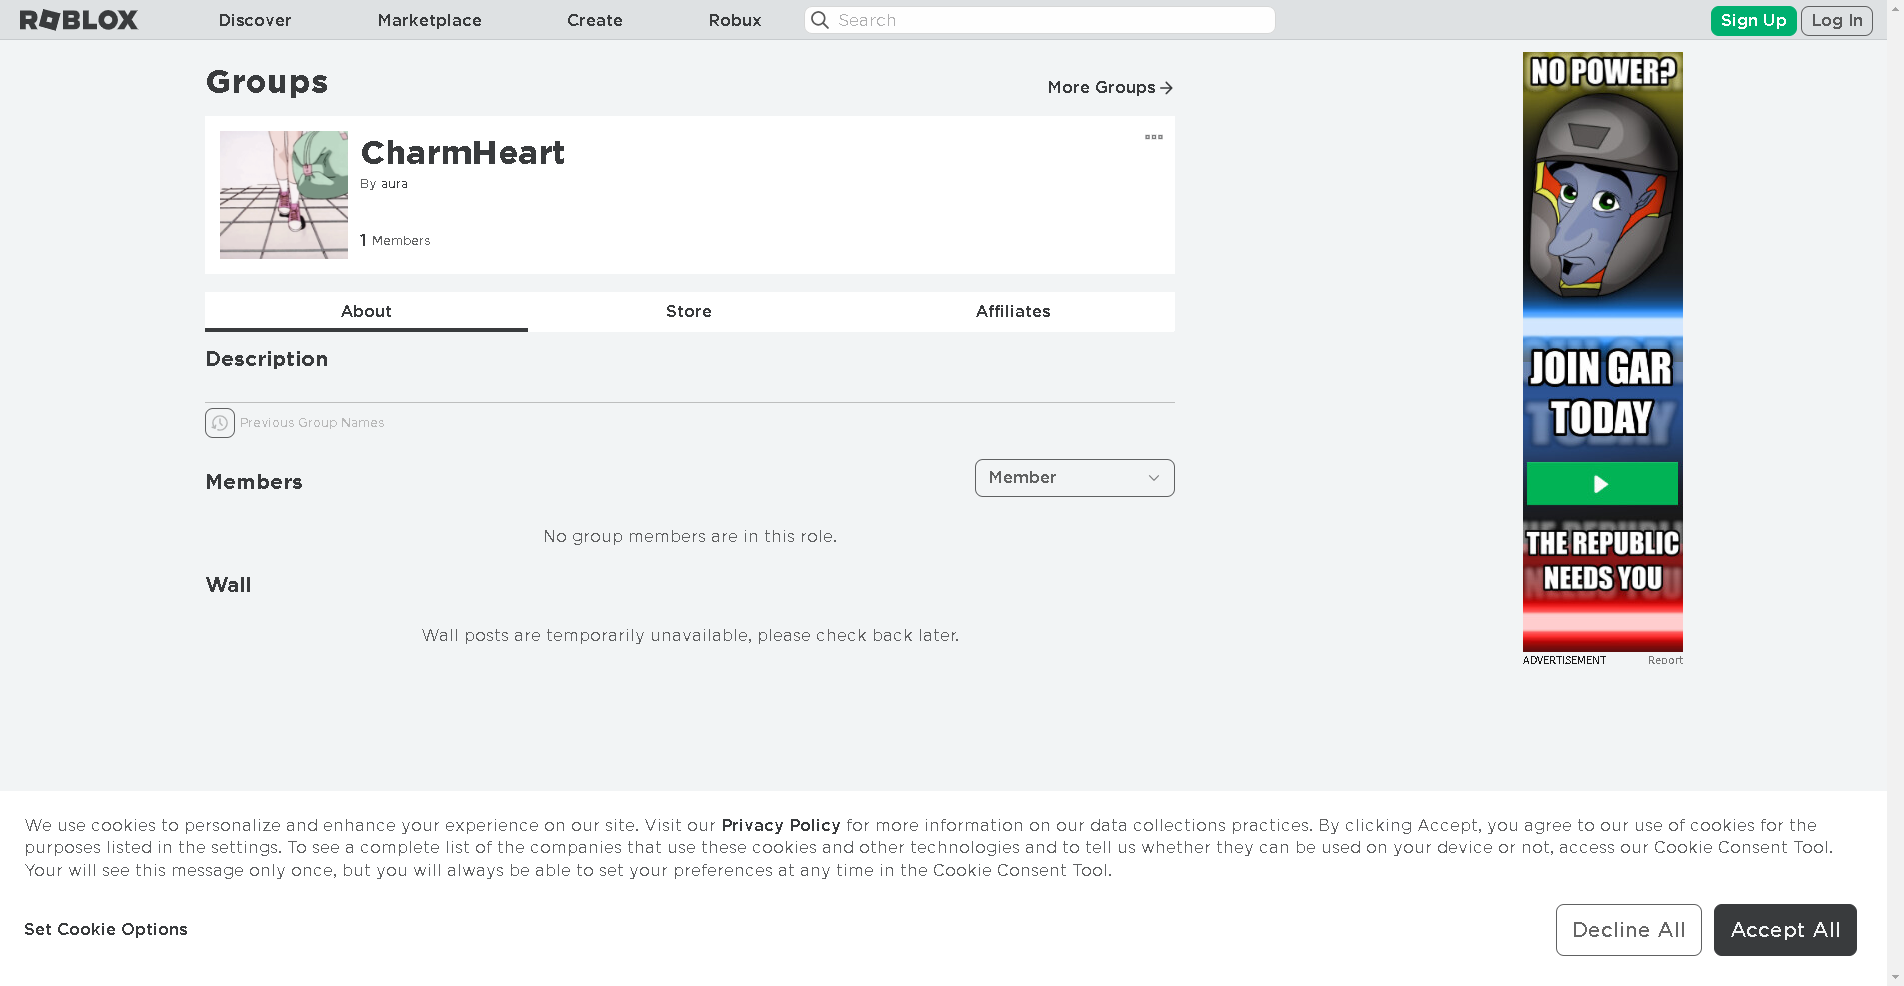 ROBLOX
Discover
Marketplace
Create
Robux
Search
Sign Up
Log In
Groups
More Groups
CharmHeart
By aura
1 Members
About
Store
Affiliates
Description
Previous Group Names
Members
Member
No group members are in this role.
Wall
Wall posts are temporarily unavailable, please check back later.
NO POWER?
JOIN GAR
TODAY
THE REPUBLIC
NEEDS YOU
ADVERTISEMENT
Report
We use cookies to personalize and enhance your experience on our site. Visit our Privacy Policy for more information on our data collections practices. By clicking Accept, you agree to our use of cookies for the
purposes listed in the settings. To see a complete list of the companies that use these cookies and other technologies and to tell us whether they can be used on your device or not, access our Cookie Consent Tool.
Your will see this message only once, but you will always be able to set your preferences at any time in the Cookie Consent Tool.
Set Cookie Options
Decline All
Accept All